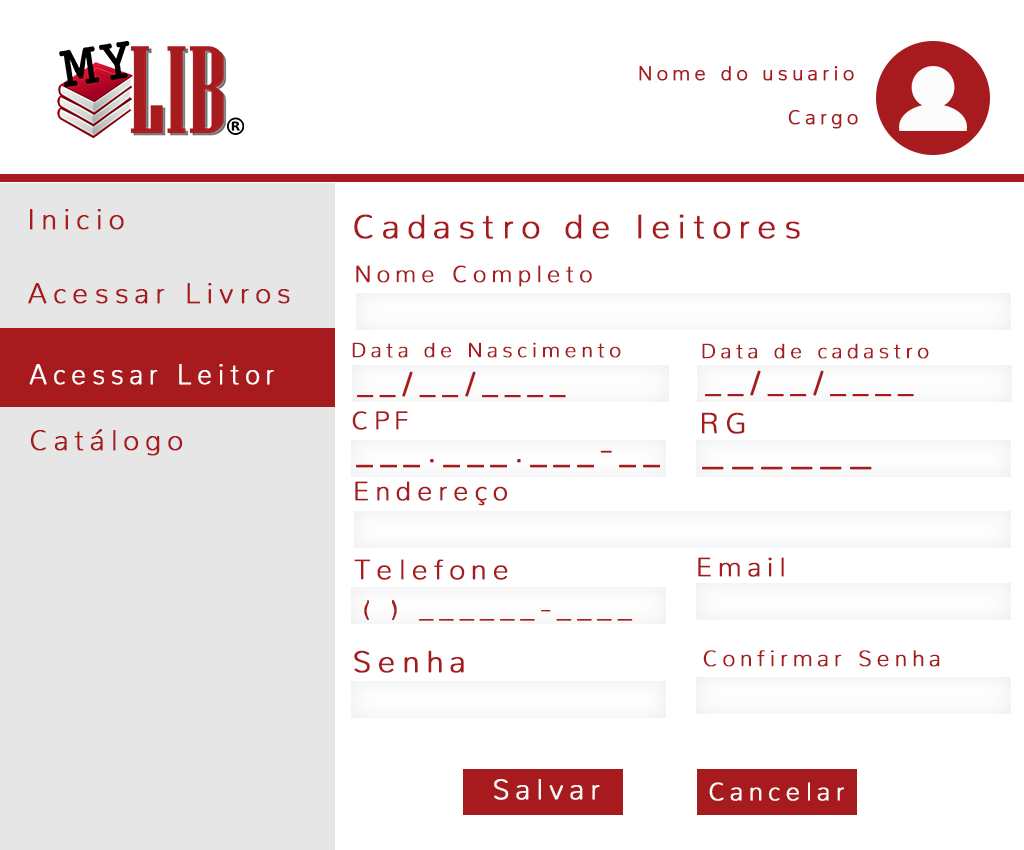 MY LIB®
Nome do usuario
Cargo
Inicio
Acessar Livros
Acessar Leitor
Catálogo
Cadastro de leitores
Nome Completo
Data de Nascimento
Data de cadastro
__/__/____
__/__/____
CPF
RG
___.___.___-__
______
Endereço
Telefone
Email
( ) ______-____
Senha
Confirmar Senha
Salvar
Cancelar